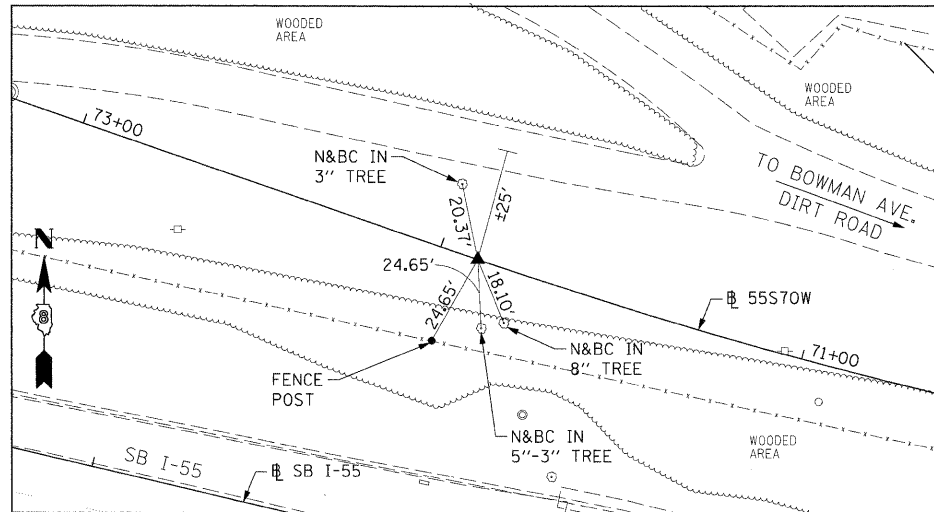 WOODED
AREA
WOODED
AREA
73+00
N&BC IN
3" TREE
20.37'
±25'
TO BOWMAN AVE.
DIRT ROAD
N
8
24.65'
24.65'
18.10'
℄ 55S70W
71+00
N&BC IN
8" TREE
FENCE
POST
N&BC IN
5"-3" TREE
WOODED
AREA
SB I-55
℄ SB I-55